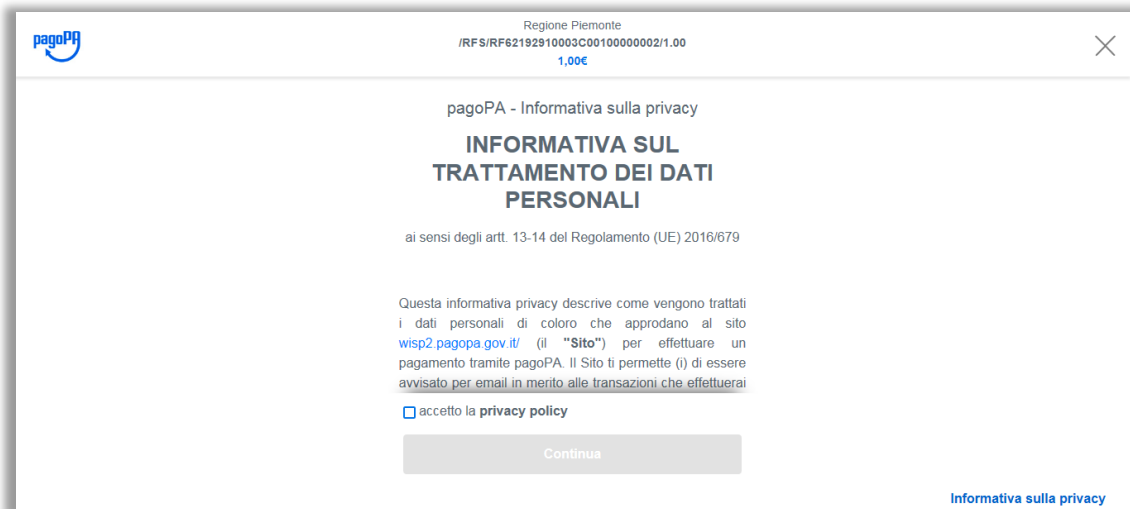 pagoPA
Regione Piemonte
/RFS/RF62192910003C00100000002/1.00
1,00€
pagoPA - Informativa sulla privacy
INFORMATIVA SUL
TRATTAMENTO DEI DATI
PERSONALI
ai sensi degli artt. 13-14 del Regolamento (UE) 2016/679
Questa informativa privacy descrive come vengono trattati
i dati personali di coloro che approdano al sito
wisp2.pagopa.gov.it/ (il "Sito") per effettuare un
pagamento tramite pagoPA. Il Sito ti permette (i) di essere
avvisato per email in merito alle transazioni che effettuerai
accetto la privacy policy
Continua
Informativa sulla privacy